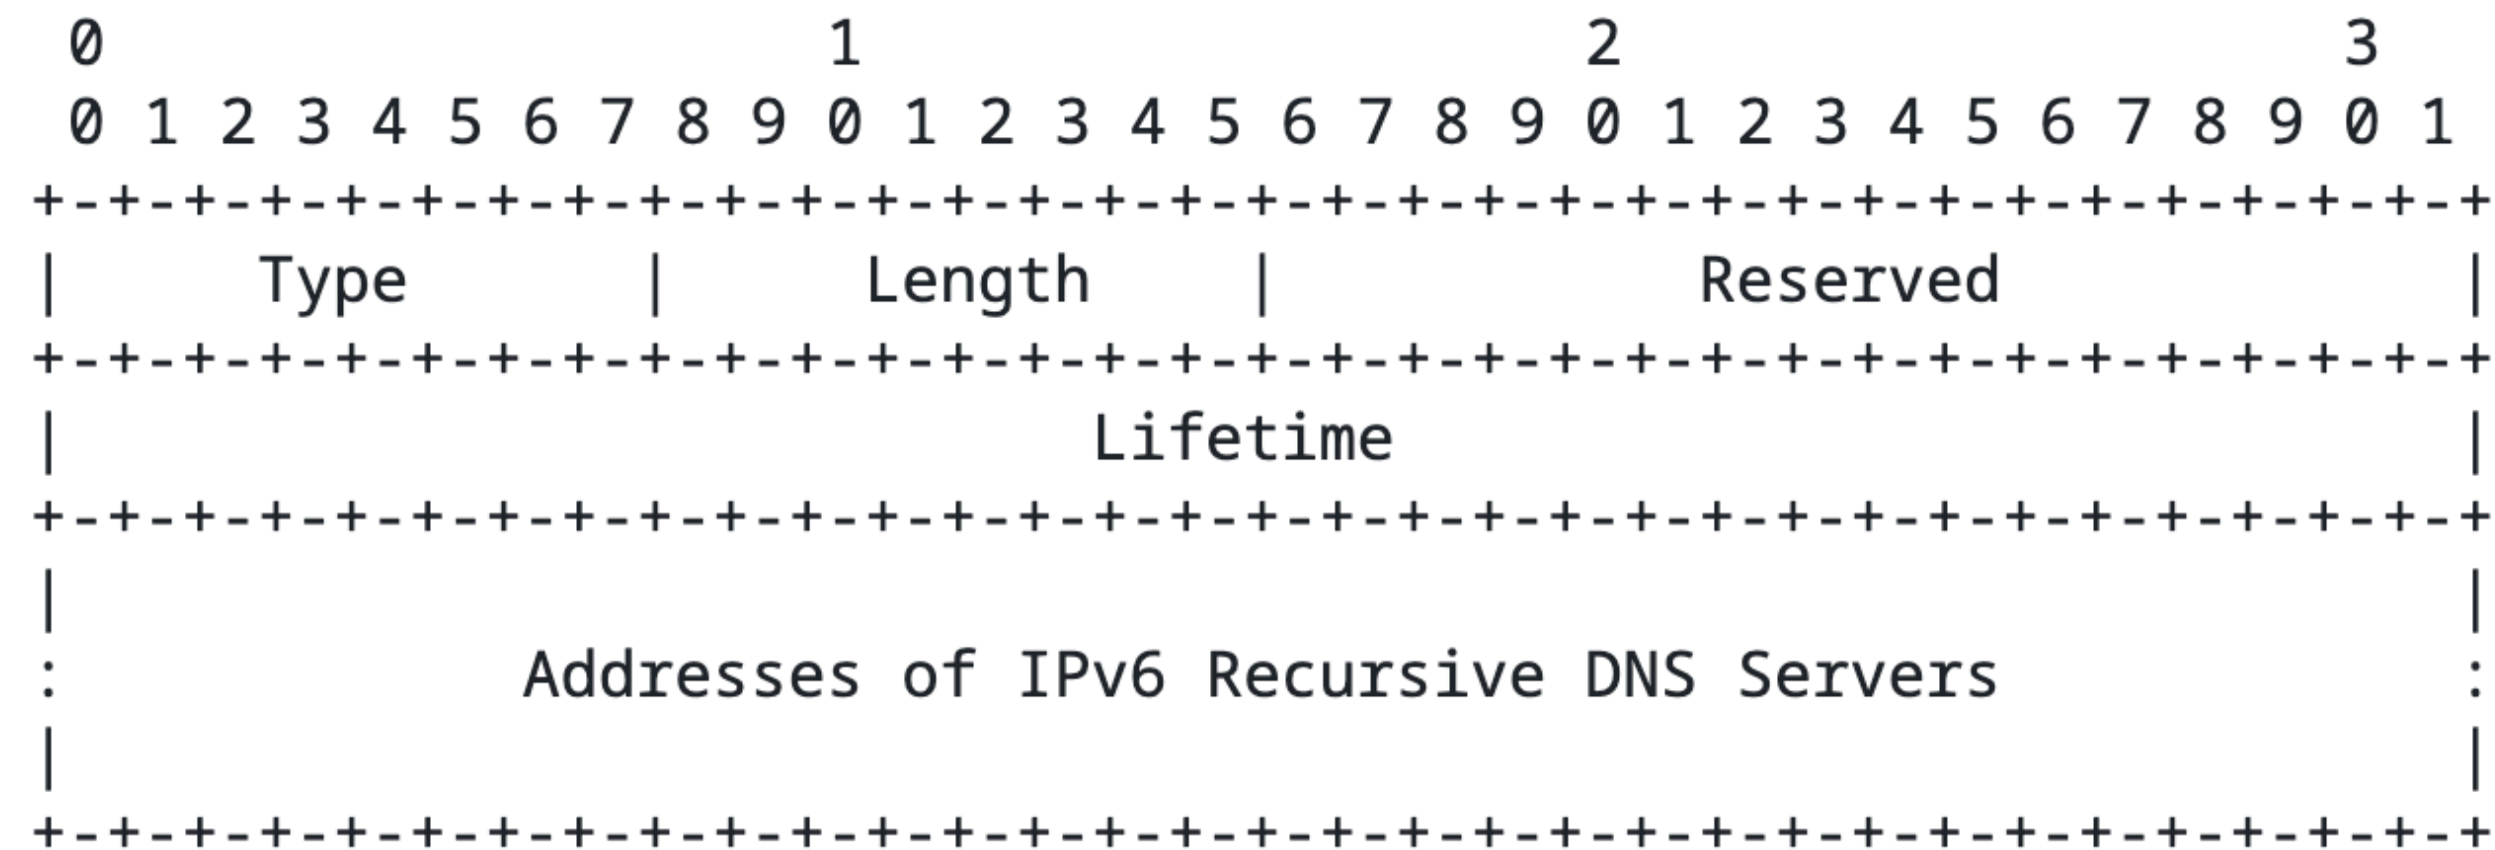 0                   1                   2                   3
 0 1 2 3 4 5 6 7 8 9 0 1 2 3 4 5 6 7 8 9 0 1 2 3 4 5 6 7 8 9 0 1
+-+-+-+-+-+-+-+-+-+-+-+-+-+-+-+-+-+-+-+-+-+-+-+-+-+-+-+-+-+-+-+-+
|     Type      |     Length    |           Reserved            |
+-+-+-+-+-+-+-+-+-+-+-+-+-+-+-+-+-+-+-+-+-+-+-+-+-+-+-+-+-+-+-+-+
|                           Lifetime                            |
+-+-+-+-+-+-+-+-+-+-+-+-+-+-+-+-+-+-+-+-+-+-+-+-+-+-+-+-+-+-+-+-+
|                                                               |
:            Addresses of IPv6 Recursive DNS Servers            :
|                                                               |
+-+-+-+-+-+-+-+-+-+-+-+-+-+-+-+-+-+-+-+-+-+-+-+-+-+-+-+-+-+-+-+-+